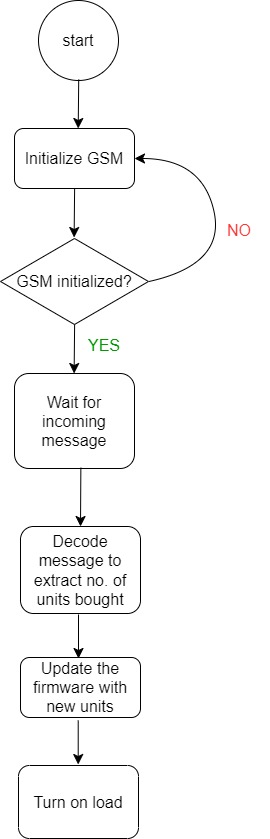 start
Initialize GSM
NO
GSM initialized?
YES
Wait for
incoming
message
Decode
message to
extract no. of
units bought
Update the
firmware with
new units
Turn on load